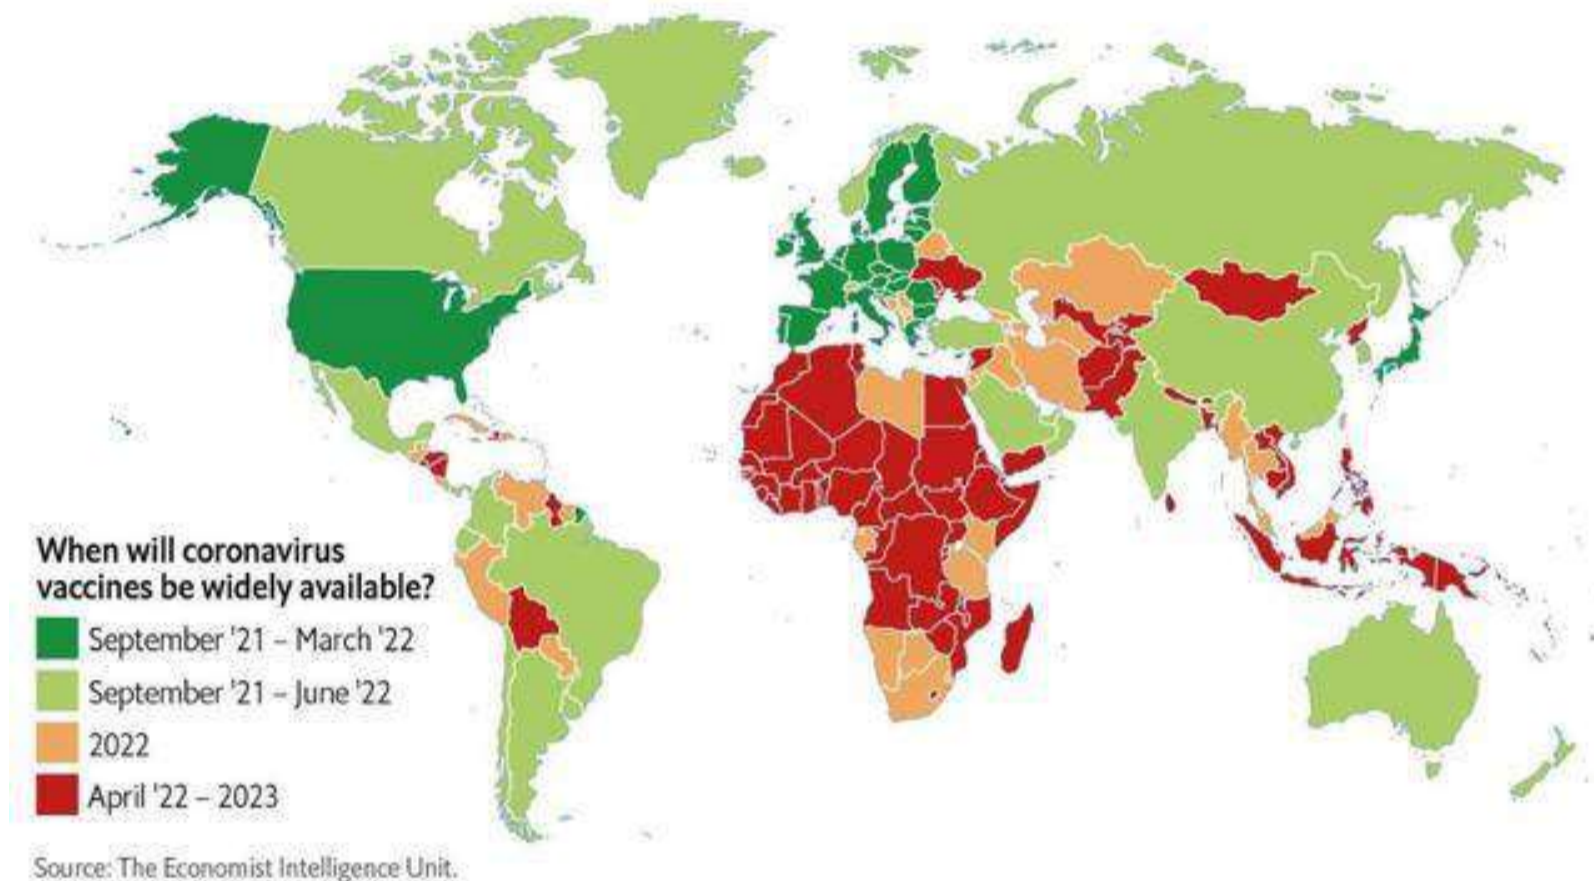 When will coronavirus
vaccines be widely available?
September '21 – March '22
September '21 – June '22
2022
April '22 – 2023
Source: The Economist Intelligence Unit.